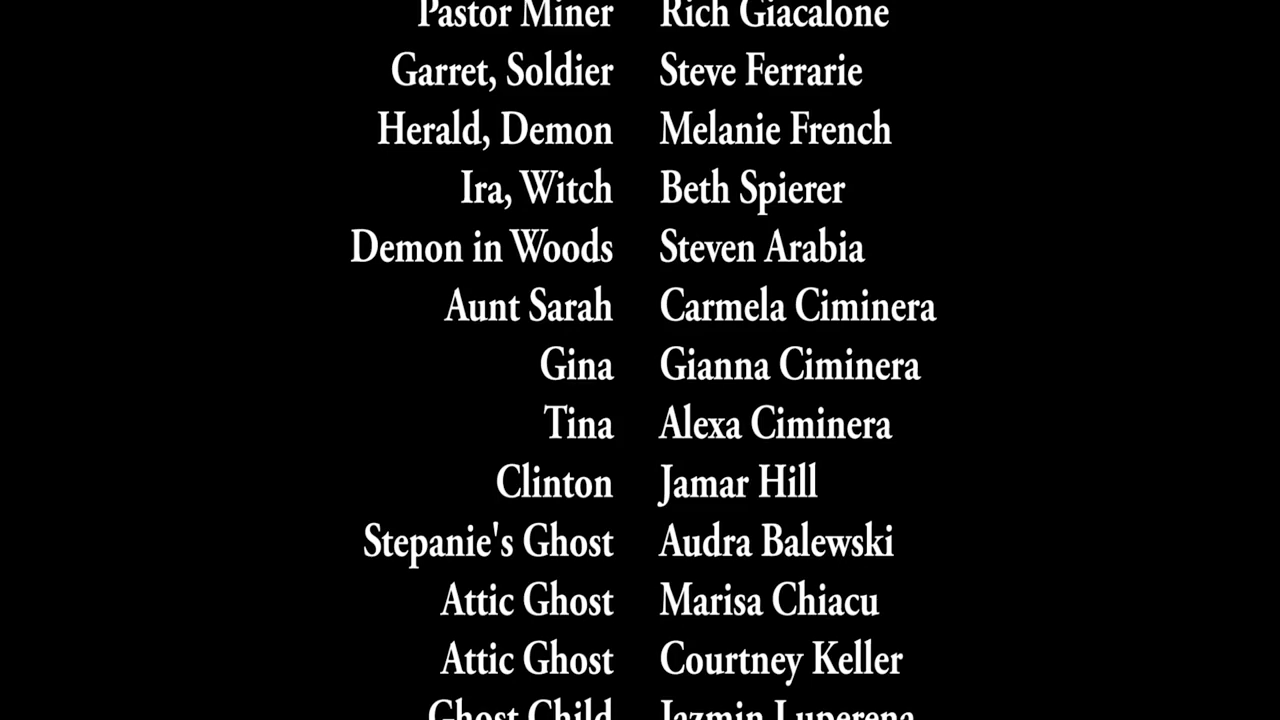 Pastor Miner Rich Giacalone
Garret, Soldier Steve Ferrarie
Herald, Demon Melanie French
Ira, Witch Beth Spierer
Demon in Woods Steven Arabia
Aunt Sarah Carmela Ciminera
Gina Gianna Ciminera
Tina Alexa Ciminera
Clinton Jamar Hill
Stepanie's Ghost Audra Balewski
Attic Ghost Marisa Chiacu
Attic Ghost Courtney Keller
Ghost Child Jazmin Luperena